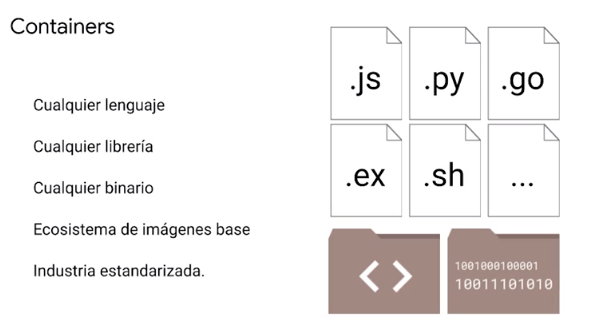 Containers
Cualquier lenguaje
Cualquier librería
Cualquier binario
Ecosistema de imágenes base
Industria estandarizada.
.js .py .go
.ex .sh ...
< >
1001000100001
10011101010